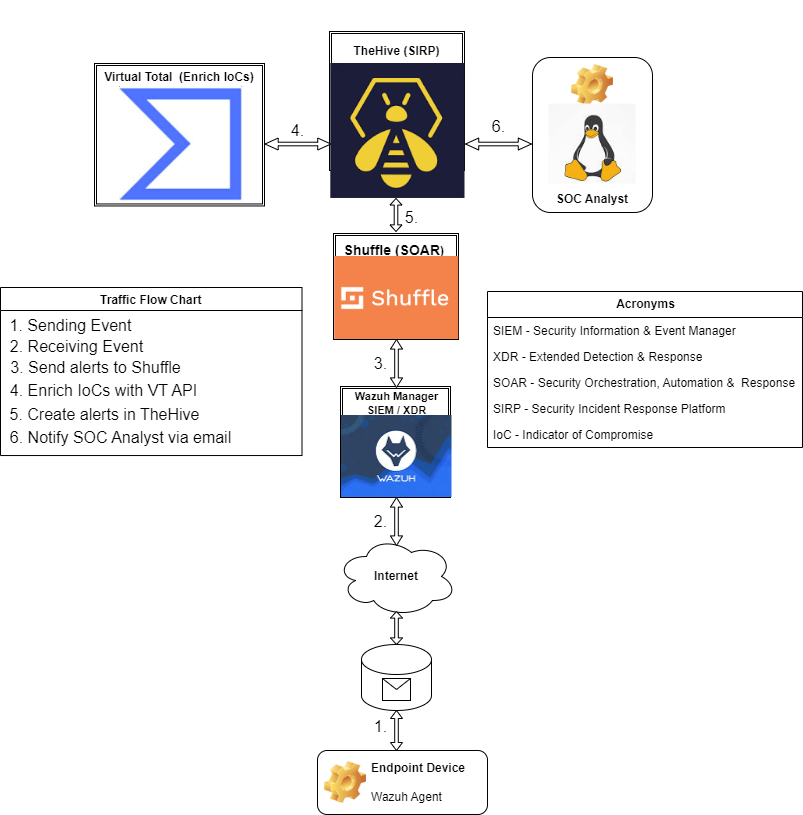 TheHive (SIRP)
Virtual Total (Enrich IoCs)
4.
6.
SOC Analyst
5.
Shuffle (SOAR)
Shuffle
Traffic Flow Chart
1. Sending Event
2. Receiving Event
3. Send alerts to Shuffle
4. Enrich IoCs with VT API
5. Create alerts in TheHive
6. Notify SOC Analyst via email
Acronyms
SIEM - Security Information & Event Manager
XDR - Extended Detection & Response
SOAR - Security Orchestration, Automation & Response
SIRP - Security Incident Response Platform
IoC - Indicator of Compromise
3.
Wazuh Manager
SIEM / XDR
WAZUH
2.
Internet
1.
Endpoint Device
Wazuh Agent